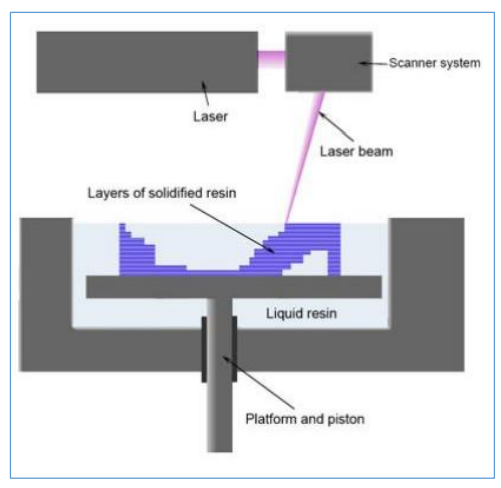 Scanner system
Laser
Laser beam
Layers of solidified resin
Liquid resin
Platform and piston